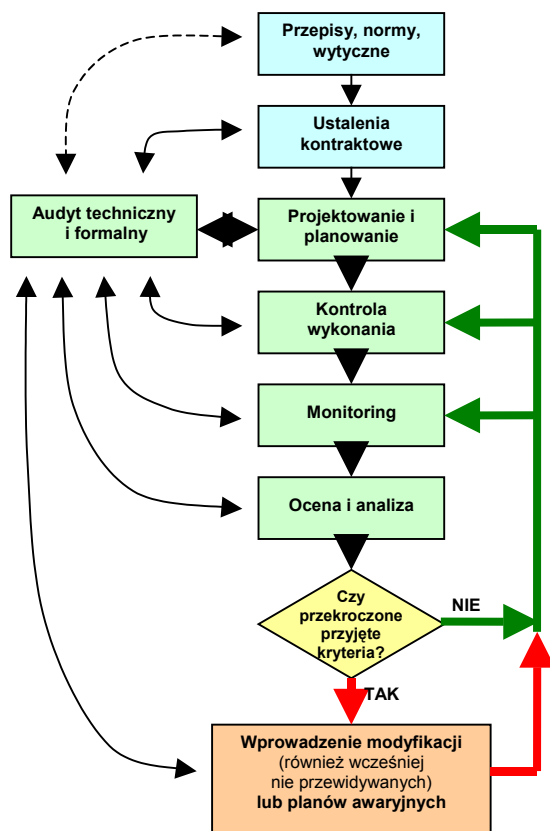 Przepisy, normy,
wytyczne
Ustalenia
kontraktowe
Audyt techniczny
i formalny
Projektowanie i
planowanie
Kontrola
wykonania
Monitoring
Ocena i analiza
Czy
przekroczone
przyjęte
kryteria?
NIE
TAK
Wprowadzenie modyfikacji
(również wcześniej
nie przewidywanych)
lub planów awaryjnych